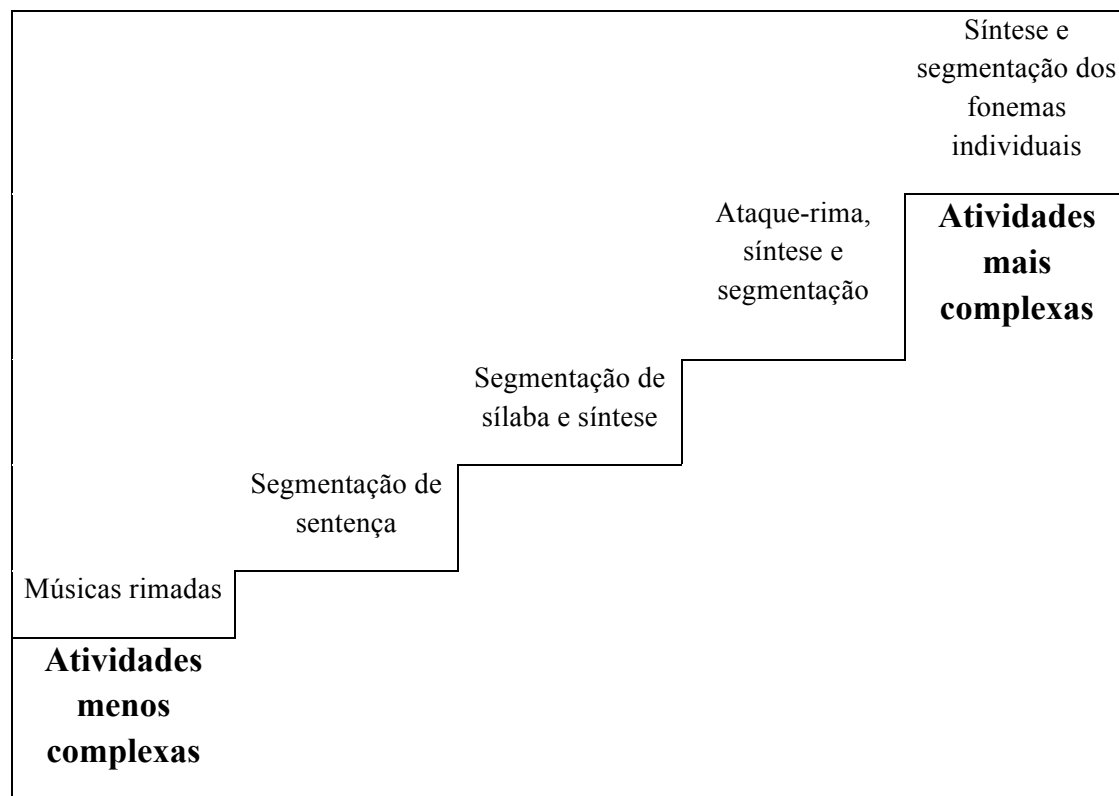 Síntese e
segmentação dos
fonemas
individuais
Ataque-rima,
síntese e
segmentação
Atividades
mais
complexas
Segmentação de
sílaba e síntese
Segmentação de
sentença
Músicas rimadas
Atividades
menos
complexas